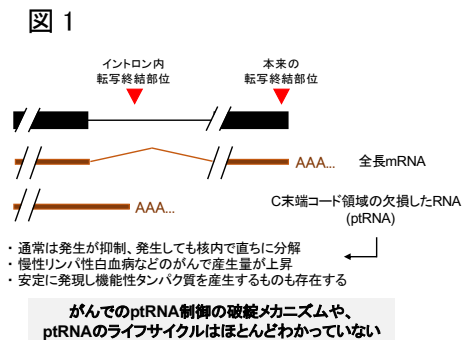 図 1
イントロン内
転写終結部位
本来の
転写終結部位
AAA... 全長mRNA
AAA...
C末端コード領域の欠損したRNA
(ptRNA)
・ 通常は発生が抑制、発生しても核内で直ちに分解
・ 慢性リンパ性白血病などのがんで産生量が上昇
・ 安定に発現し機能性タンパク質を産生するものも存在する
がんでのptRNA制御の破綻メカニズムや、
ptRNAのライフサイクルはほとんどわかっていない